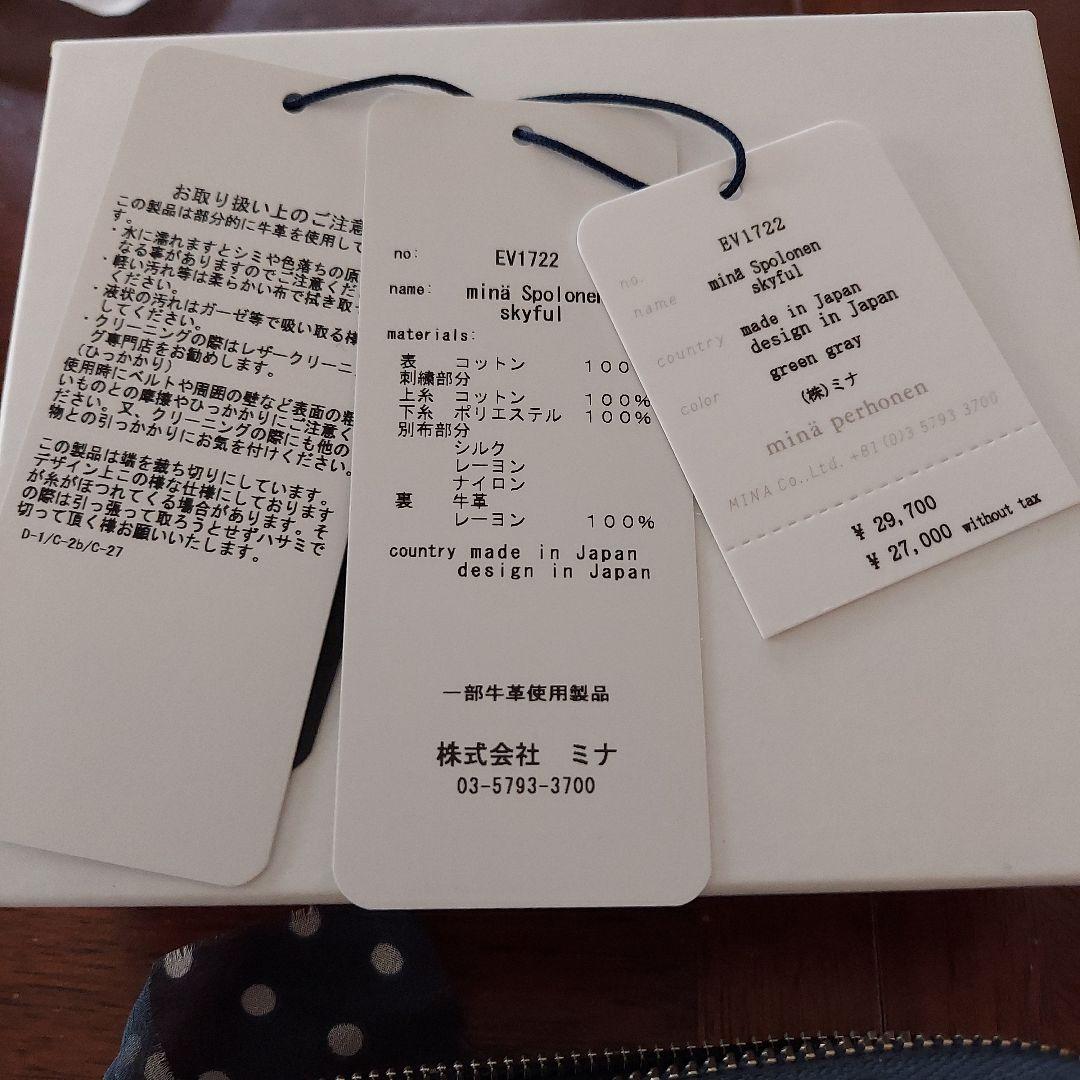 お取り扱い上のご注意
この製品は部分的に牛革を使用して
す。
・水に濡れますとシミや色落ちの原
なる事がありますのでご注意くだ
・軽い汚れ等は柔らかい布で拭き取っ
ください。
・液状の汚れはガーゼ等で吸い取る様
してください。
・クリーニングの際はレザークリーニ
グ専門店をお勧めします。
(ひっかかり)
使用時にベルトや周囲の壁など表面の粗
いものとの摩擦やひっかかりにご注意く
ださい。又、クリーニングの際にも他の
物との引っかかりにお気を付けください。
この製品は端を裁ち切りにしています。
デザイン上この様な仕様にしております
が糸がほつれてくる場合があります。そ
の際は引っ張って取ろうとせずハサミで
切って頂く様お願いいたします。
D-1/C-2b/C-27
no: EV1722
name: minä Spolonen
skyful
materials:
表 コットン 100
刺繍部分
上糸 コットン 100%
下糸 ポリエステル 100%
別布部分
シルク
レーヨン
ナイロン
裏 牛革
レーヨン 100%
country made in Japan
design in Japan
一部牛革使用製品
株式会社 ミナ
03-5793-3700
no. EV1722
name minä Spolonen
skyful
country made in Japan
design in Japan
color green gray
(株)ミナ
minä perhonen
MINA Co.,Ltd. +81(0)3 5793 3700
¥ 29,700
¥ 27,000 without tax